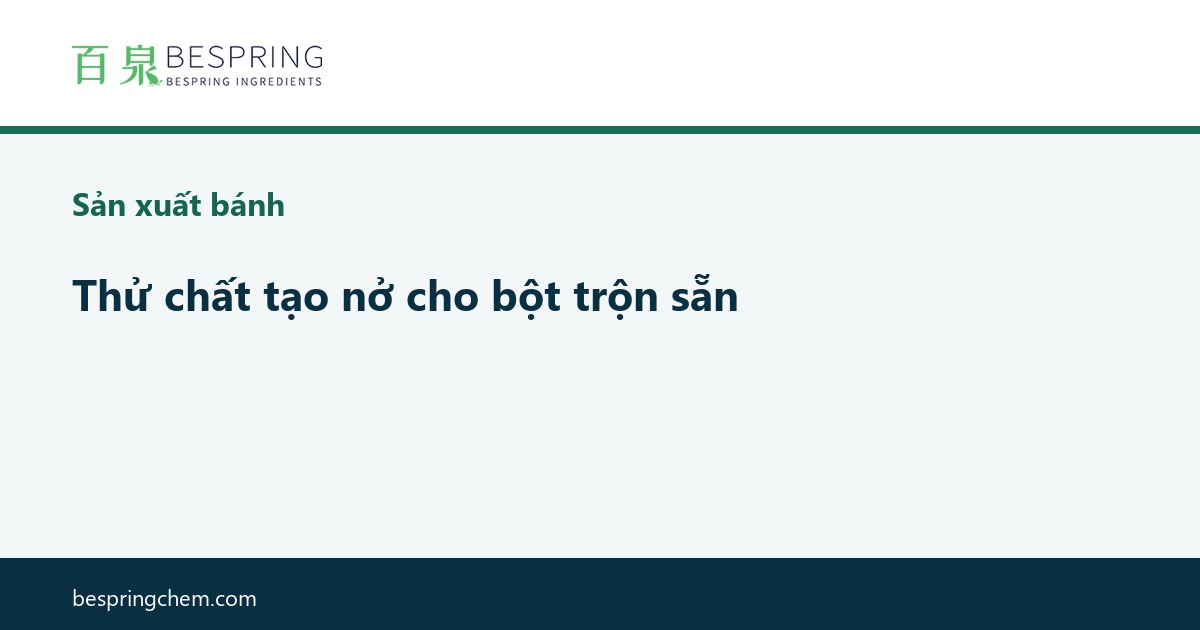 百泉 BESPRING
BESPRING INGREDIENTS
Sản xuất bánh
Thử chất tạo nở cho bột trộn sẵn
bespringchem.com